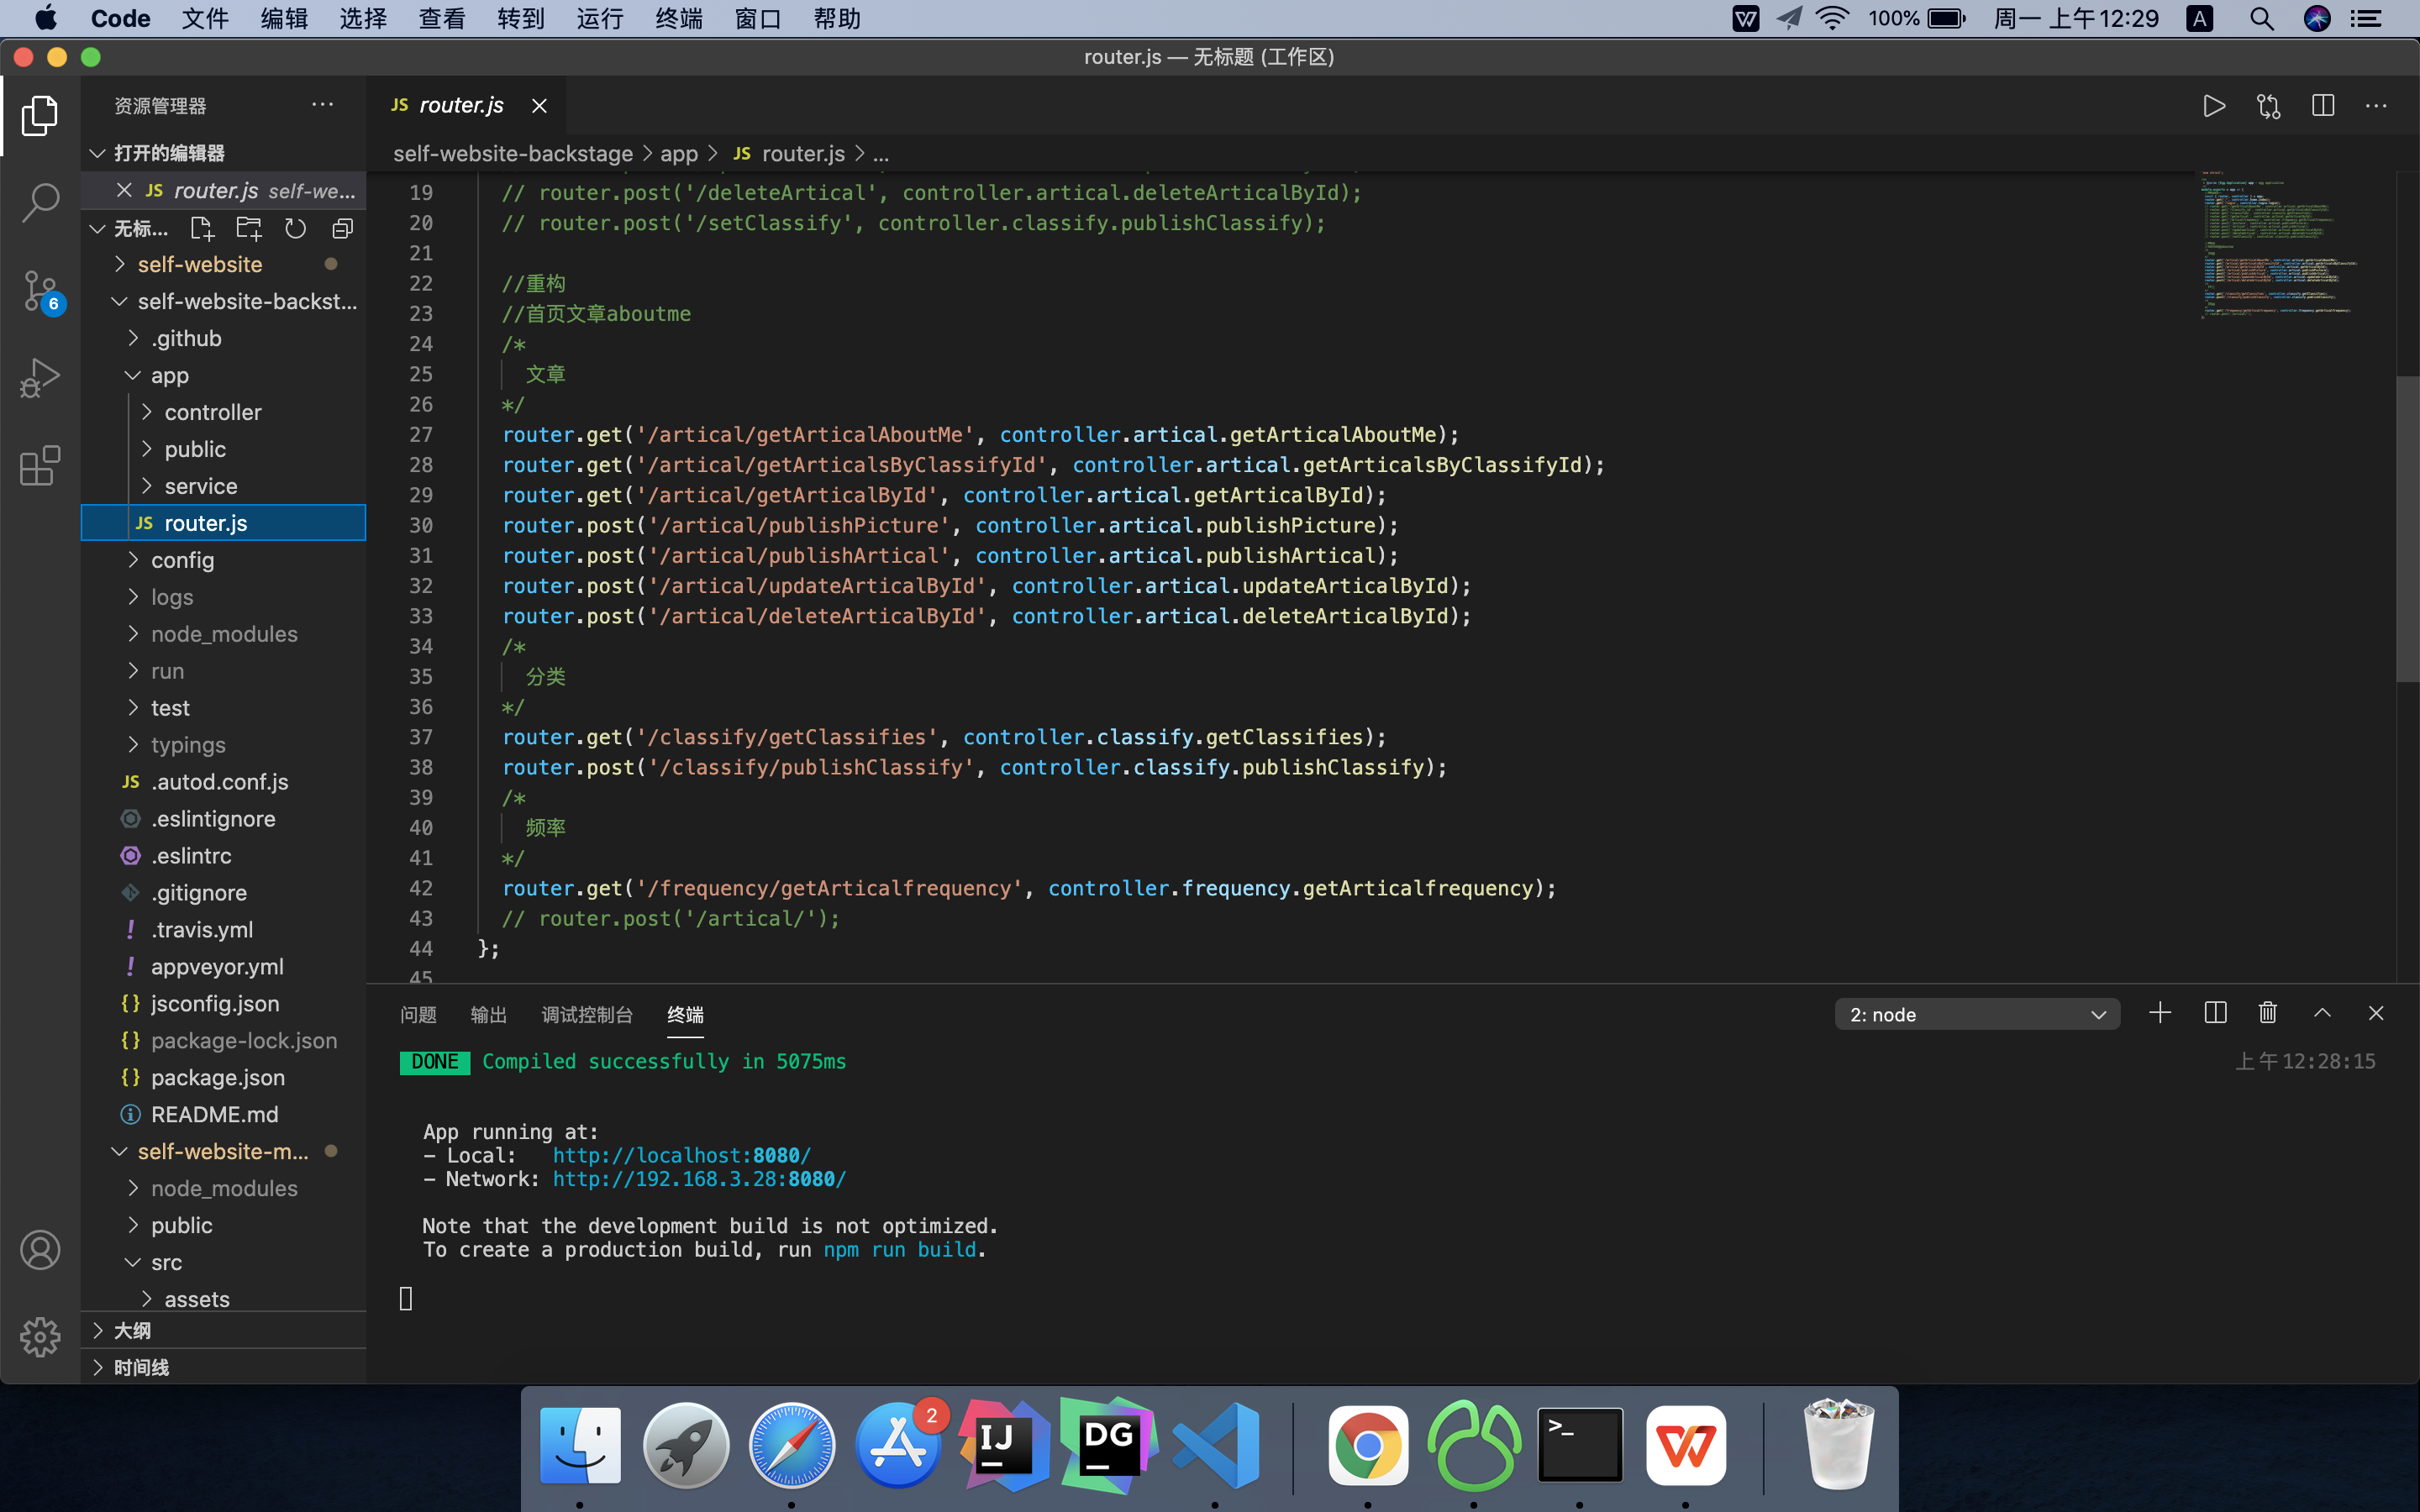 Code 文件 编辑 选择 查看 转到 运行 终端 窗口 帮助 100% 周一 上午12:29 A
router.js — 无标题 (工作区)
资源管理器 ...
打开的编辑器
JS router.js self-we...
无标...
self-website
self-website-backst...
.github
app
controller
public
service
JS router.js
config
logs
node_modules
run
test
typings
JS .autod.conf.js
.eslintignore
.eslintrc
.gitignore
! .travis.yml
! appveyor.yml
{} jsconfig.json
{} package-lock.json
{} package.json
README.md
self-website-m...
node_modules
public
src
assets
大纲
时间线
6
JS router.js
self-website-backstage > app > JS router.js > ...
19 // router.post('/deleteArtical', controller.artical.deleteArticalById);
20 // router.post('/setClassify', controller.classify.publishClassify);
21
22 //重构
23 //首页文章aboutme
24 /*
25 文章
26 */
27 router.get('/artical/getArticalAboutMe', controller.artical.getArticalAboutMe);
28 router.get('/artical/getArticalsByClassifyId', controller.artical.getArticalsByClassifyId);
29 router.get('/artical/getArticalById', controller.artical.getArticalById);
30 router.post('/artical/publishPicture', controller.artical.publishPicture);
31 router.post('/artical/publishArtical', controller.artical.publishArtical);
32 router.post('/artical/updateArticalById', controller.artical.updateArticalById);
33 router.post('/artical/deleteArticalById', controller.artical.deleteArticalById);
34 /*
35 分类
36 */
37 router.get('/classify/getClassifies', controller.classify.getClassifies);
38 router.post('/classify/publishClassify', controller.classify.publishClassify);
39 /*
40 频率
41 */
42 router.get('/frequency/getArticalfrequency', controller.frequency.getArticalfrequency);
43 // router.post('/artical/');
44 };
45
问题 输出 调试控制台 终端 2: node
DONE Compiled successfully in 5075ms 上午12:28:15
App running at:
- Local: http://localhost:8080/
- Network: http://192.168.3.28:8080/
Note that the development build is not optimized.
To create a production build, run npm run build.
2
IJ
DG
>_